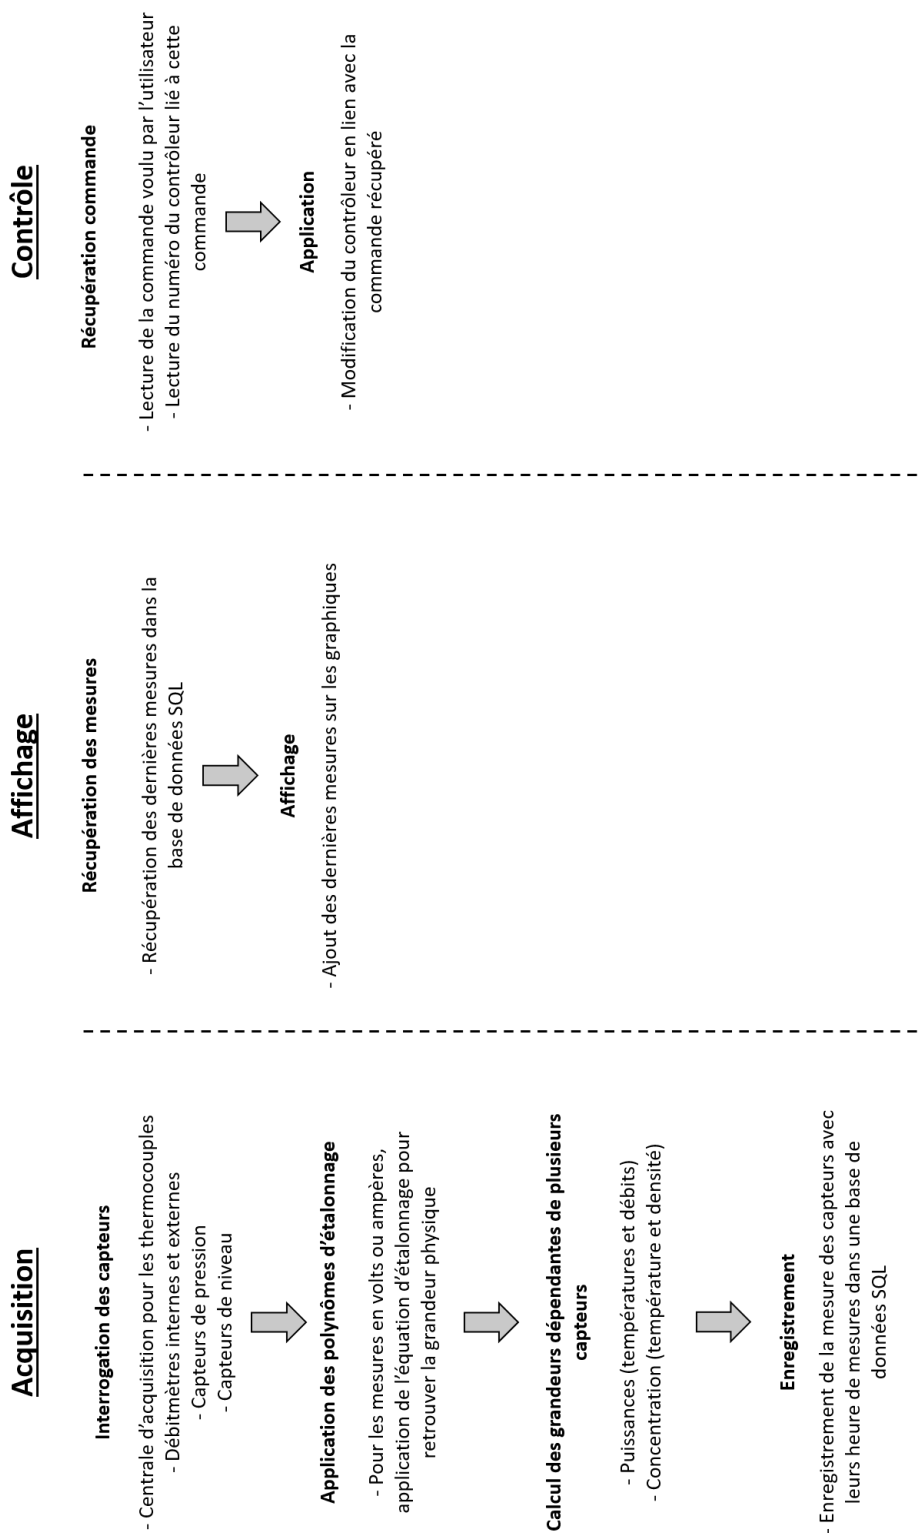 Acquisition
Interrogation des capteurs
- Centrale d'acquisition pour les thermocouples
- Débitmètres internes et externes
- Capteurs de pression
- Capteurs de niveau
Application des polynômes d'étalonnage
- Pour les mesures en volts ou ampères,
application de l'équation d'étalonnage pour
retrouver la grandeur physique
Calcul des grandeurs dépendantes de plusieurs
capteurs
- Puissances (températures et débits)
- Concentration (température et densité)
Enregistrement
- Enregistrement de la mesure des capteurs avec
leurs heure de mesures dans une base de
données SQL
Affichage
Récupération des mesures
- Récupération des dernières mesures dans la
base de données SQL
Affichage
- Ajout des dernières mesures sur les graphiques
Contrôle
Récupération commande
- Lecture de la commande voulu par l'utilisateur
- Lecture du numéro du contrôleur lié à cette
commande
Application
- Modification du contrôleur en lien avec la
commande récupéré